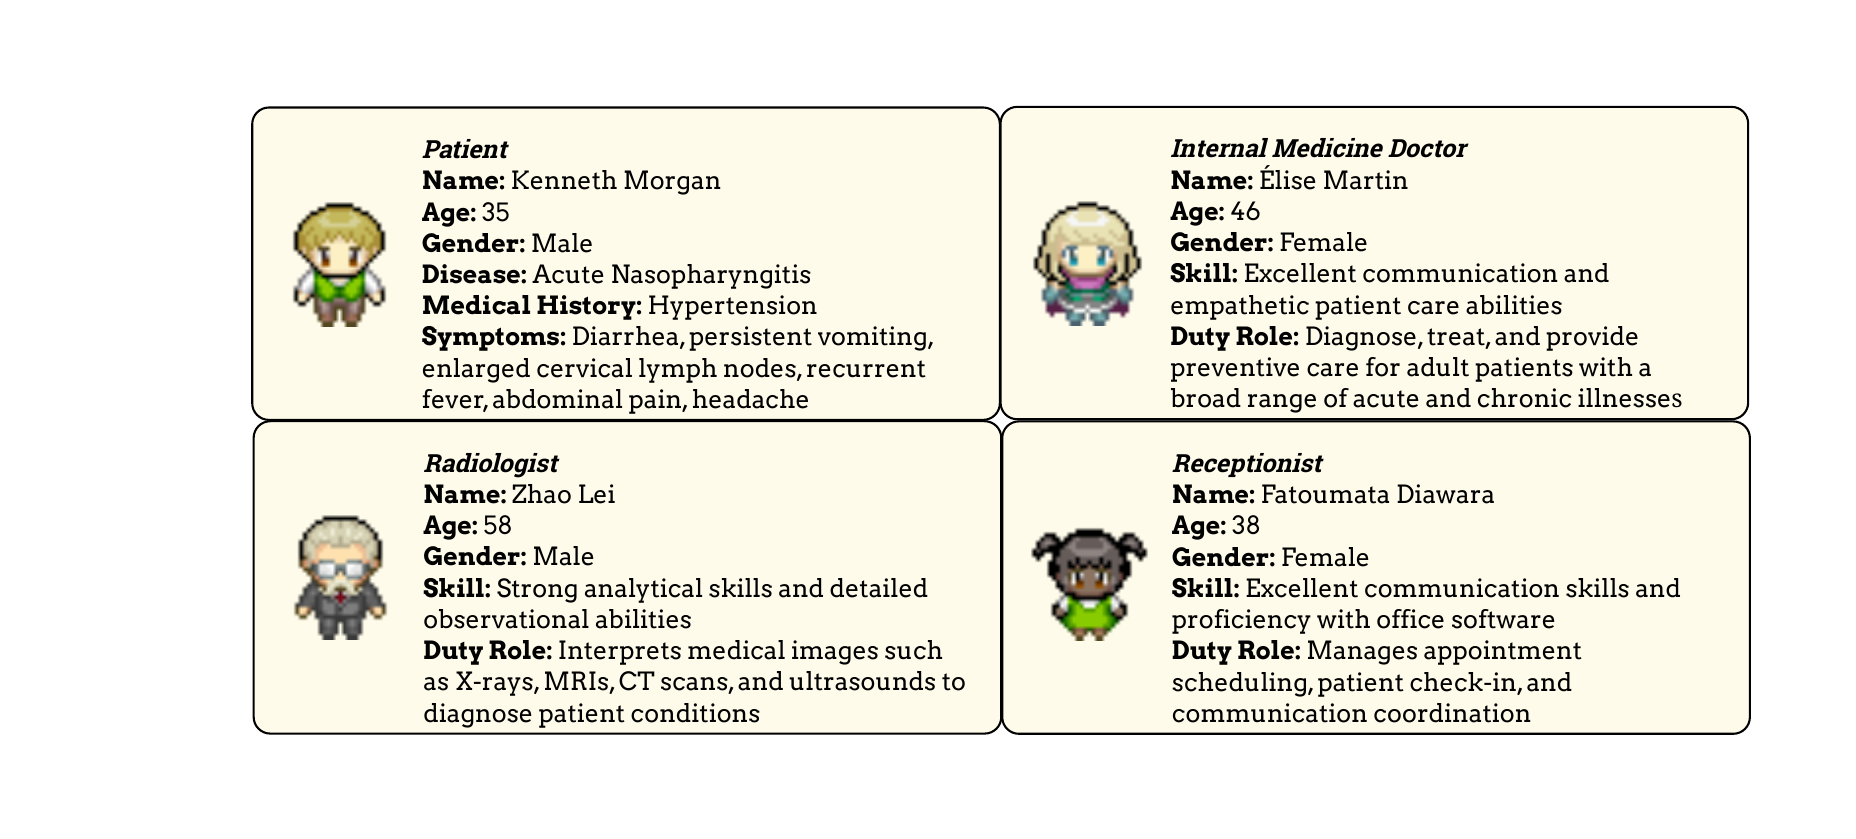 Patient
Name: Kenneth Morgan
Age: 35
Gender: Male
Disease: Acute Nasopharyngitis
Medical History: Hypertension
Symptoms: Diarrhea, persistent vomiting,
enlarged cervical lymph nodes, recurrent
fever, abdominal pain, headache
Internal Medicine Doctor
Name: Élise Martin
Age: 46
Gender: Female
Skill: Excellent communication and
empathetic patient care abilities
Duty Role: Diagnose, treat, and provide
preventive care for adult patients with a
broad range of acute and chronic illnesses
Radiologist
Name: Zhao Lei
Age: 58
Gender: Male
Skill: Strong analytical skills and detailed
observational abilities
Duty Role: Interprets medical images such
as X-rays, MRIs, CT scans, and ultrasounds to
diagnose patient conditions
Receptionist
Name: Fatoumata Diawara
Age: 38
Gender: Female
Skill: Excellent communication skills and
proficiency with office software
Duty Role: Manages appointment
scheduling, patient check-in, and
communication coordination